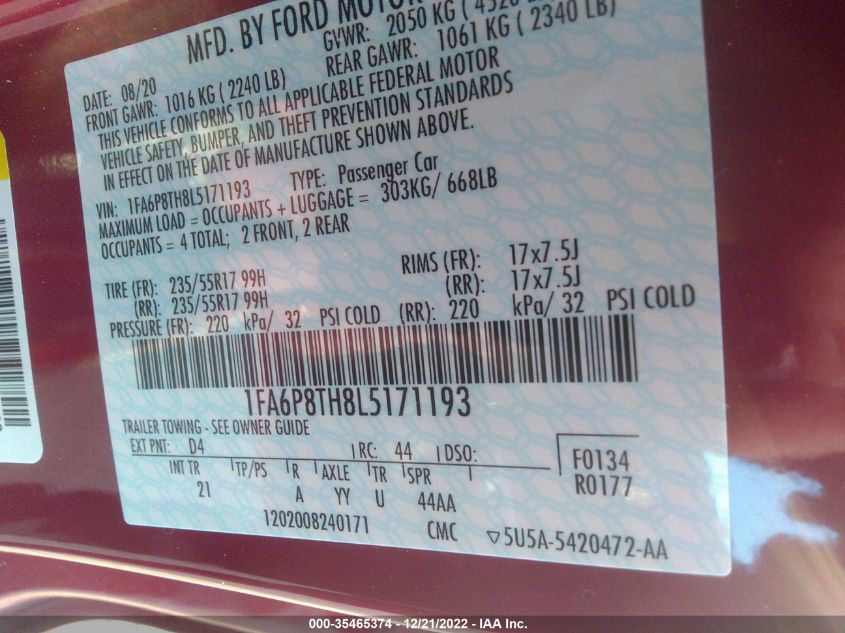 MFD. BY FORD MOTOR
GVWR: 2050 KG
DATE: 08/20
FRONT GAWR: 1016 KG ( 2240 LB)
REAR GAWR: 1061 KG ( 2340 LB)
THIS VEHICLE CONFORMS TO ALL APPLICABLE FEDERAL MOTOR
VEHICLE SAFETY, BUMPER, AND THEFT PREVENTION STANDARDS
IN EFFECT ON THE DATE OF MANUFACTURE SHOWN ABOVE.
VIN: 1FA6P8TH8L5171193 TYPE: Passenger Car
MAXIMUM LOAD = OCCUPANTS + LUGGAGE = 303KG/ 668LB
OCCUPANTS = 4 TOTAL; 2 FRONT, 2 REAR
TIRE (FR): 235/55R17 99H RIMS (FR): 17x7.5J
(RR): 235/55R17 99H (RR): 17x7.5J
PRESSURE (FR): 220 kPa/ 32 PSI COLD (RR): 220 kPa/ 32 PSI COLD
1FA6P8TH8L5171193
TRAILER TOWING - SEE OWNER GUIDE
EXT PNT: D4 RC: 44 DSO:
F0134
INT TR TP/PS R AXLE TR SPR
R0177
21 A YY U 44AA
1202008240171 CMC ▽5U5A-5420472-AA
000-35465374 - 12/21/2022 - IAA Inc.